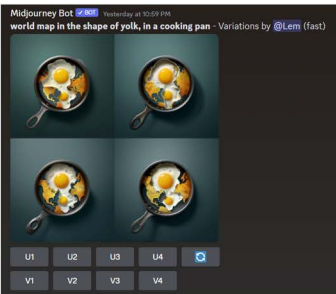 Midjourney Bot ✓ BOT Yesterday at 10:59 PM
world map in the shape of yolk, in a cooking pan - Variations by @Lem (fast)
U1 U2 U3 U4
V1 V2 V3 V4